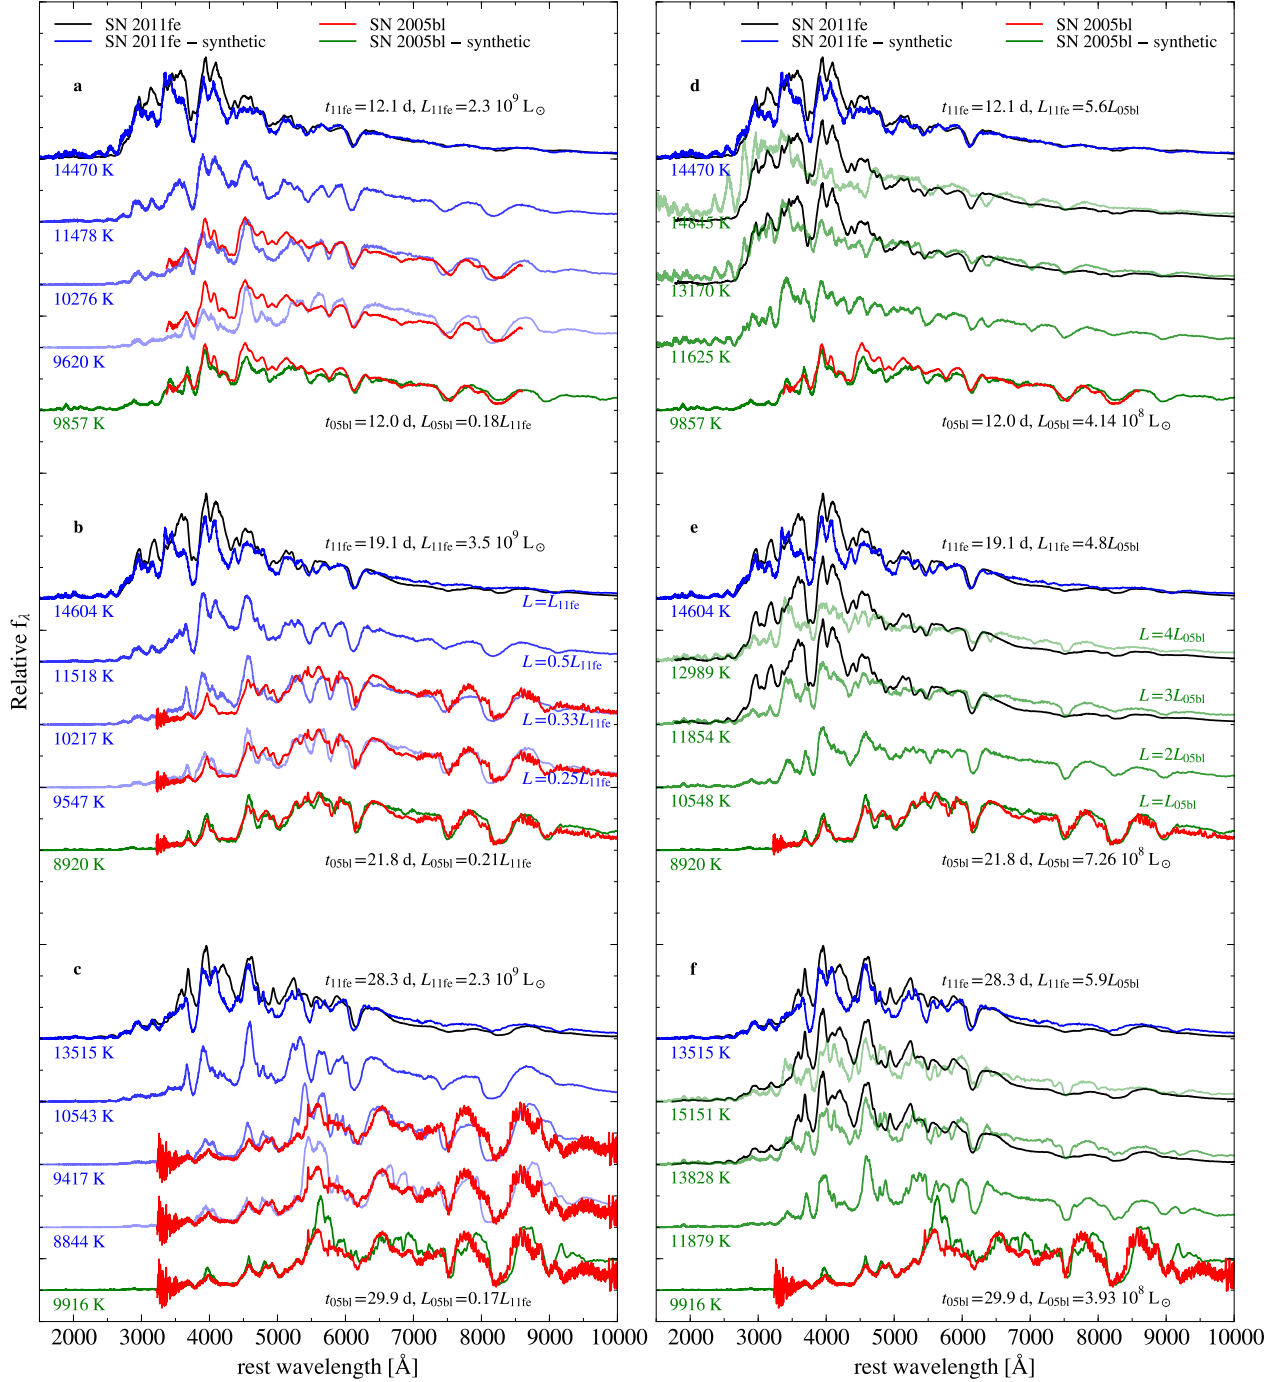 SN 2011fe
SN 2011fe − synthetic
SN 2005bl
SN 2005bl − synthetic
a
t11fe=12.1 d, L11fe=2.3 10^9 L⊙
14470 K
11478 K
10276 K
9620 K
9857 K
t05bl=12.0 d, L05bl=0.18L11fe
b
t11fe=19.1 d, L11fe=3.5 10^9 L⊙
14604 K
L=L11fe
11518 K
L=0.5L11fe
10217 K
L=0.33L11fe
9547 K
L=0.25L11fe
8920 K
t05bl=21.8 d, L05bl=0.21L11fe
c
t11fe=28.3 d, L11fe=2.3 10^9 L⊙
13515 K
10543 K
9417 K
8844 K
9916 K
t05bl=29.9 d, L05bl=0.17L11fe
2000 3000 4000 5000 6000 7000 8000 9000 10000
rest wavelength [Å]
Relative fλ
SN 2011fe
SN 2011fe − synthetic
SN 2005bl
SN 2005bl − synthetic
d
t11fe=12.1 d, L11fe=5.6L05bl
14470 K
14845 K
13170 K
11625 K
9857 K
t05bl=12.0 d, L05bl=4.14 10^8 L⊙
e
t11fe=19.1 d, L11fe=4.8L05bl
14604 K
L=4L05bl
12989 K
L=3L05bl
11854 K
L=2L05bl
10548 K
L=L05bl
8920 K
t05bl=21.8 d, L05bl=7.26 10^8 L⊙
f
t11fe=28.3 d, L11fe=5.9L05bl
13515 K
15151 K
13828 K
11879 K
9916 K
t05bl=29.9 d, L05bl=3.93 10^8 L⊙
2000 3000 4000 5000 6000 7000 8000 9000 10000
rest wavelength [Å]